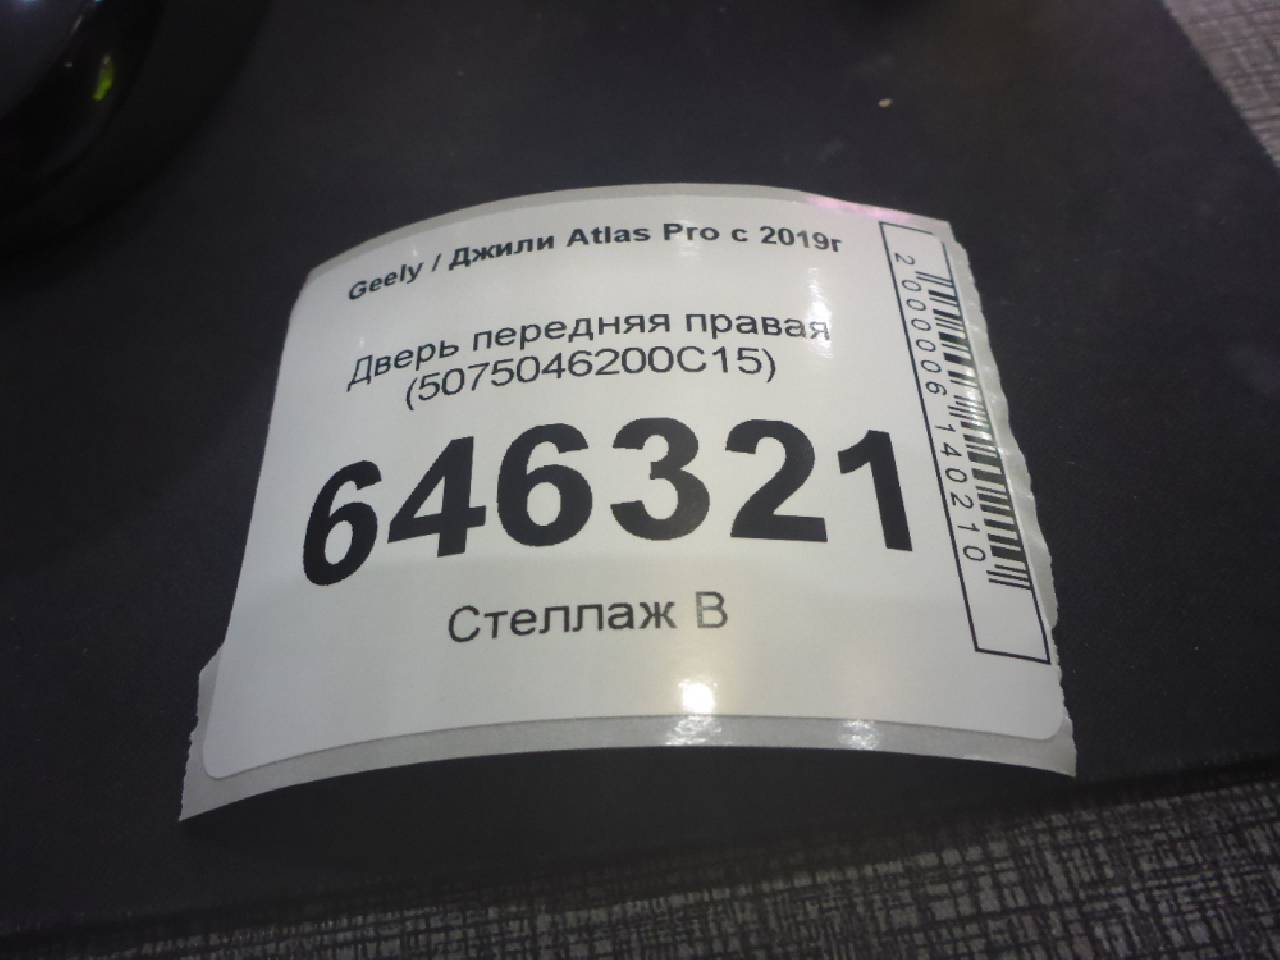 Geely / Джили Atlas Pro с 2019г
Дверь передняя правая
(5075046200C15)
646321
Стеллаж В
2000006140210